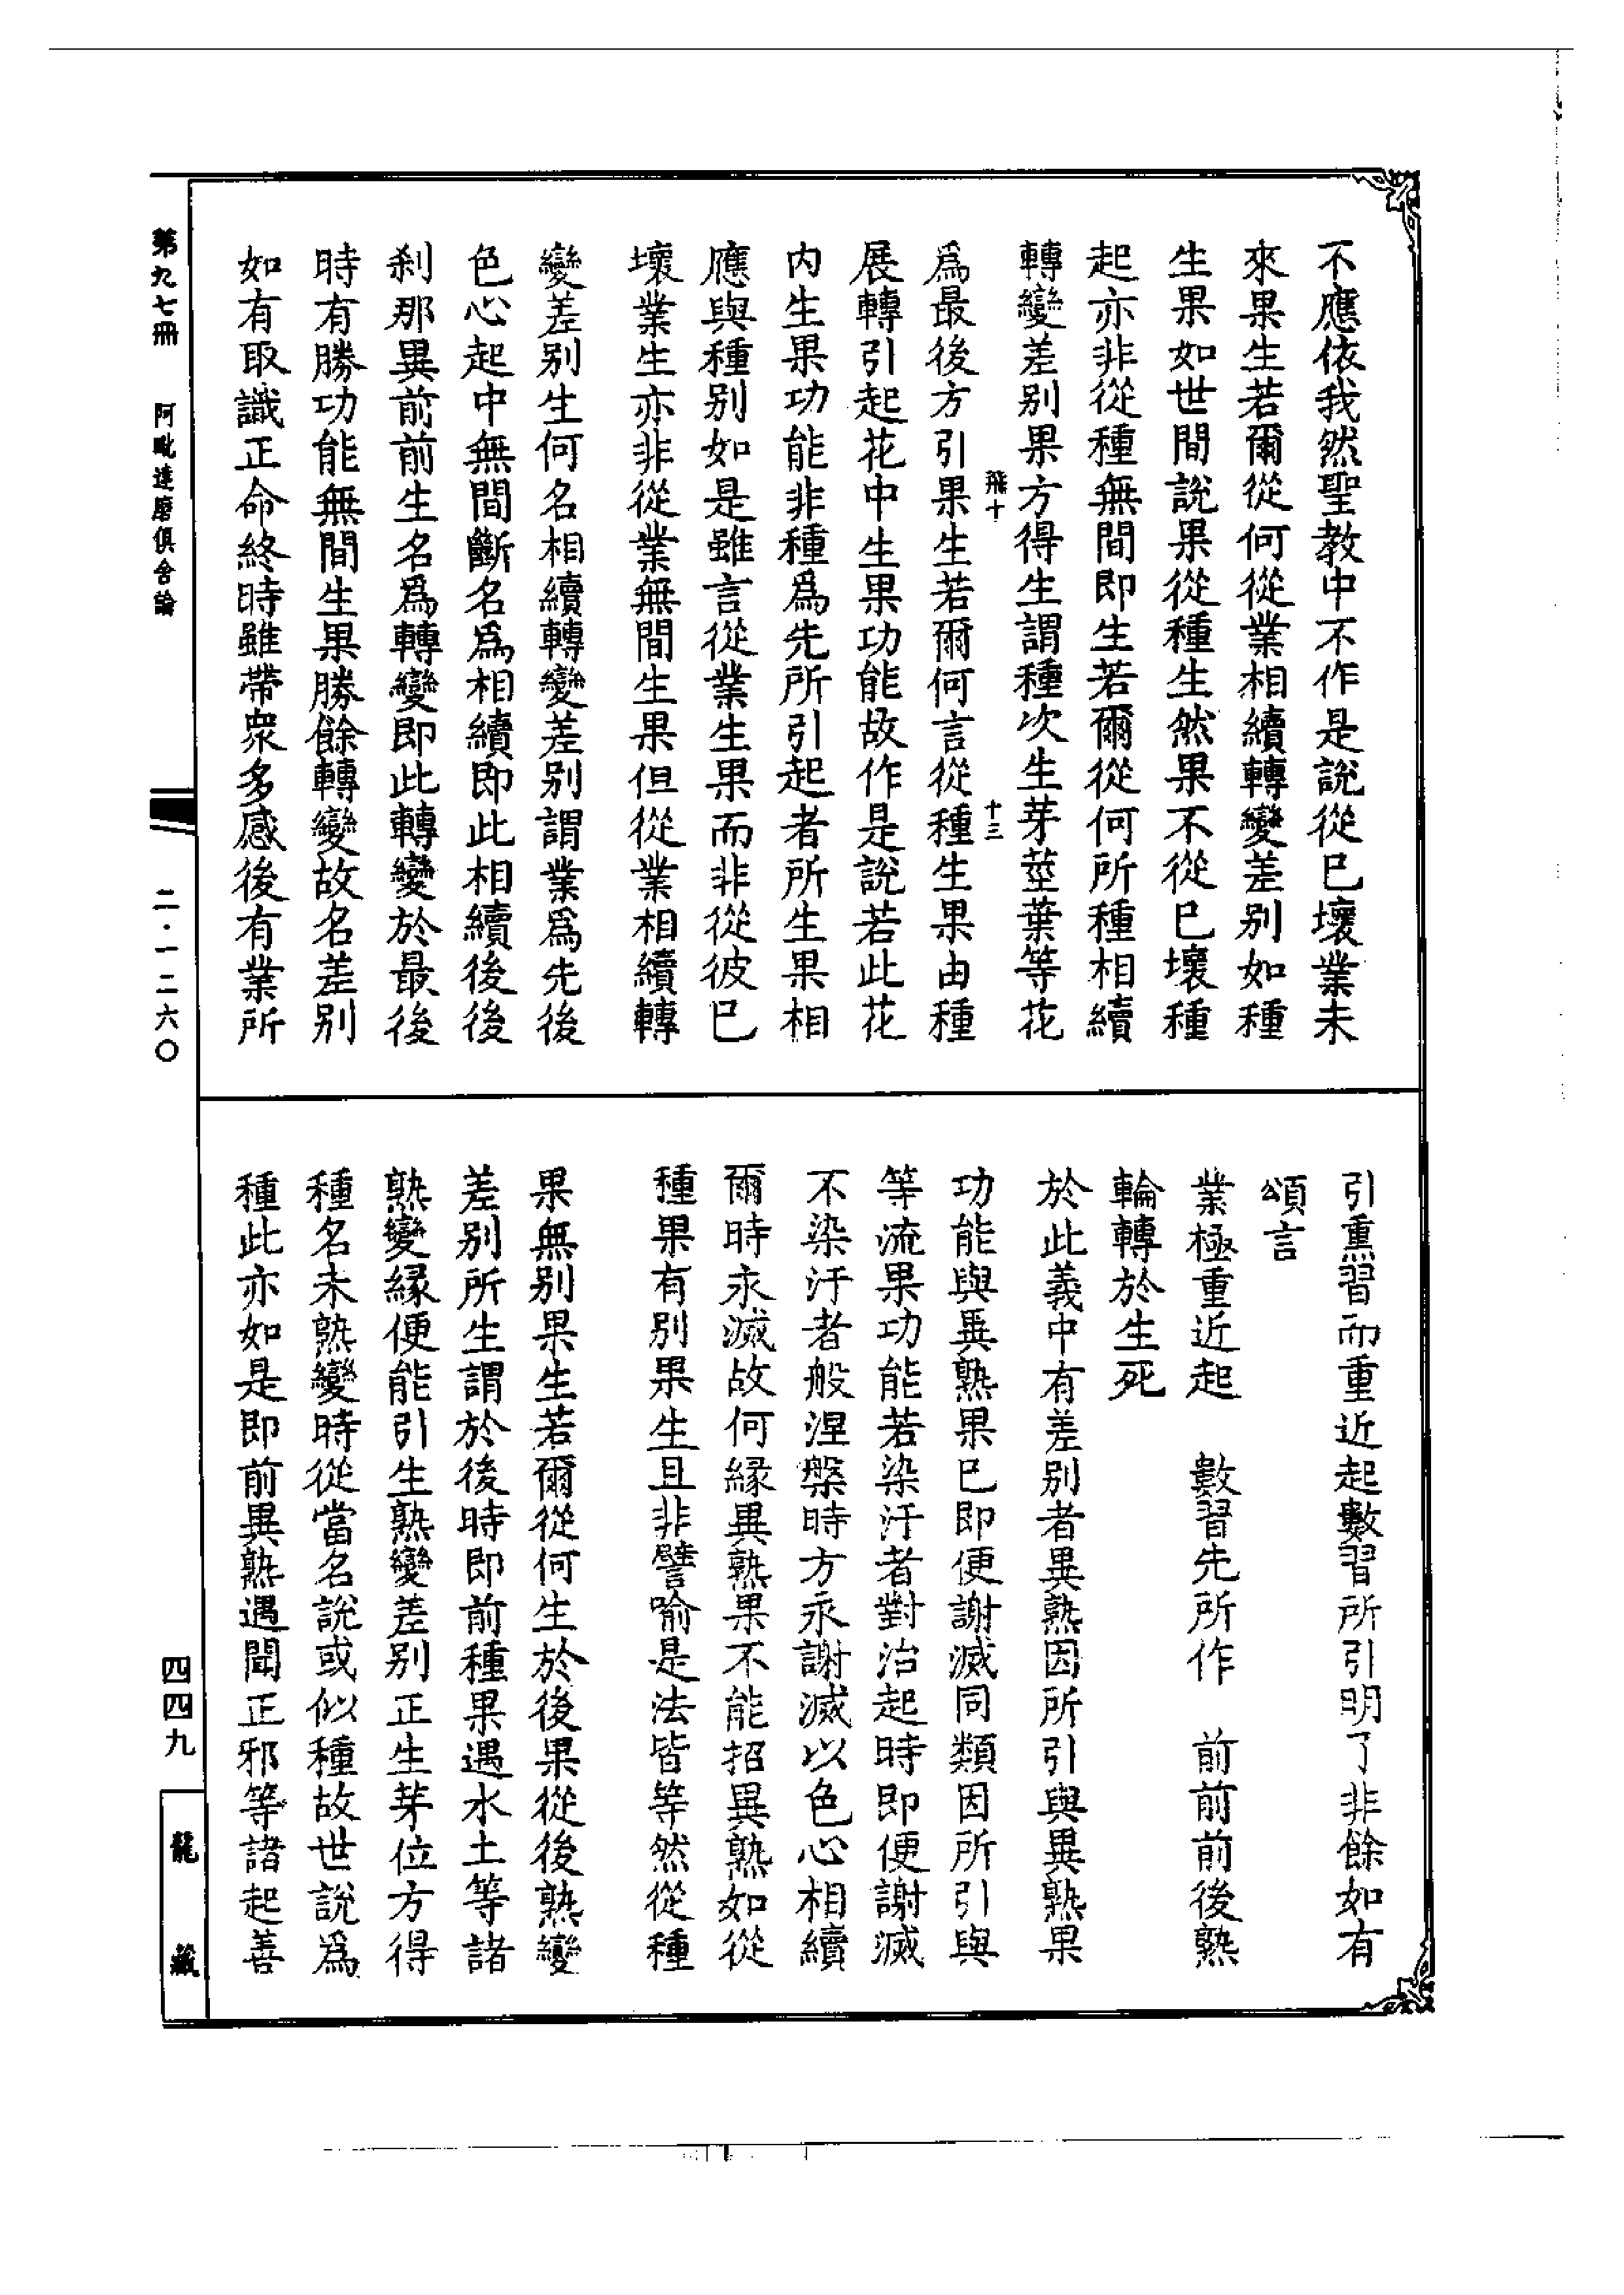 不應依我然聖教中不作是說從巳壞業未
來果生若爾從何從業相續轉變差別如種
生果如世間說果從種生然果不從巳壞種
起亦非從種無間即生若爾從何所種相續
轉變差別果方得生謂種次生芽莖葉等花
飛十
十三
爲最後方引果生若爾何言從種生果由種
展轉引起花中生果功能故作是說若此花
內生果功能非種爲先所引起者所生果相
應與種別如是雖言從業生果而非從彼巳
壞業生亦非從業無間生果但從業相續轉
變差別生何名相續轉變差別謂業爲先後
色心起中無間斷名爲相續即此相續後後
刹那異前前生名爲轉變即此轉變於最後
時有勝功能無間生果勝餘轉變故名差別
如有取識正命終時雖帶衆多感後有業所
引熏習而重近起數習所引明了非餘如有
頌言
業極重近起　數習先所作　前前前後熟
輪轉於生死
於此義中有差別者異熟因所引與異熟果
功能與異熟果巳即便謝滅同類因所引與
等流果功能若染汙者對治起時即便謝滅
不染汙者般涅槃時方永謝滅以色心相續
爾時永滅故何緣異熟果不能招異熟如從
種果有別果生且非譬喻是法皆等然從種
果無別果生若爾從何生於後果從後熟變
差別所生謂於後時即前種果遇水土等諸
熟變緣便能引生熟變差別正生芽位方得
種名未熟變時從當名說或似種故世說爲
種此亦如是即前異熟遇聞正邪等諸起善
第九七冊　阿毗達磨俱舍論
二·一二六〇
四四九
龍藏